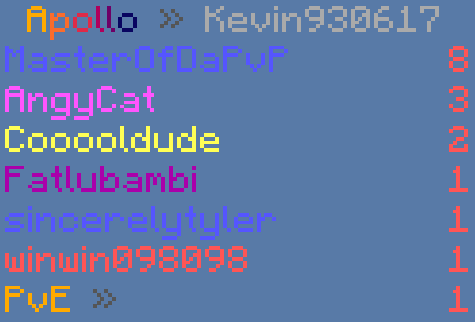 Apollo » Kevin930617
MasterOfDaPvP 8
AngyCat 3
Cooooldude 2
Fatlubambi 1
sincerelytyler 1
winwin098098 1
PvE » 1